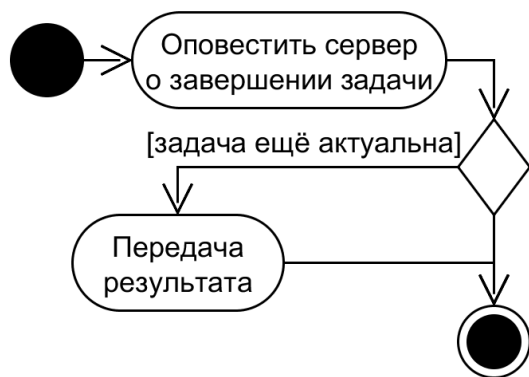 Оповестить сервер
о завершении задачи
[задача ещё актуальна]
Передача
результата